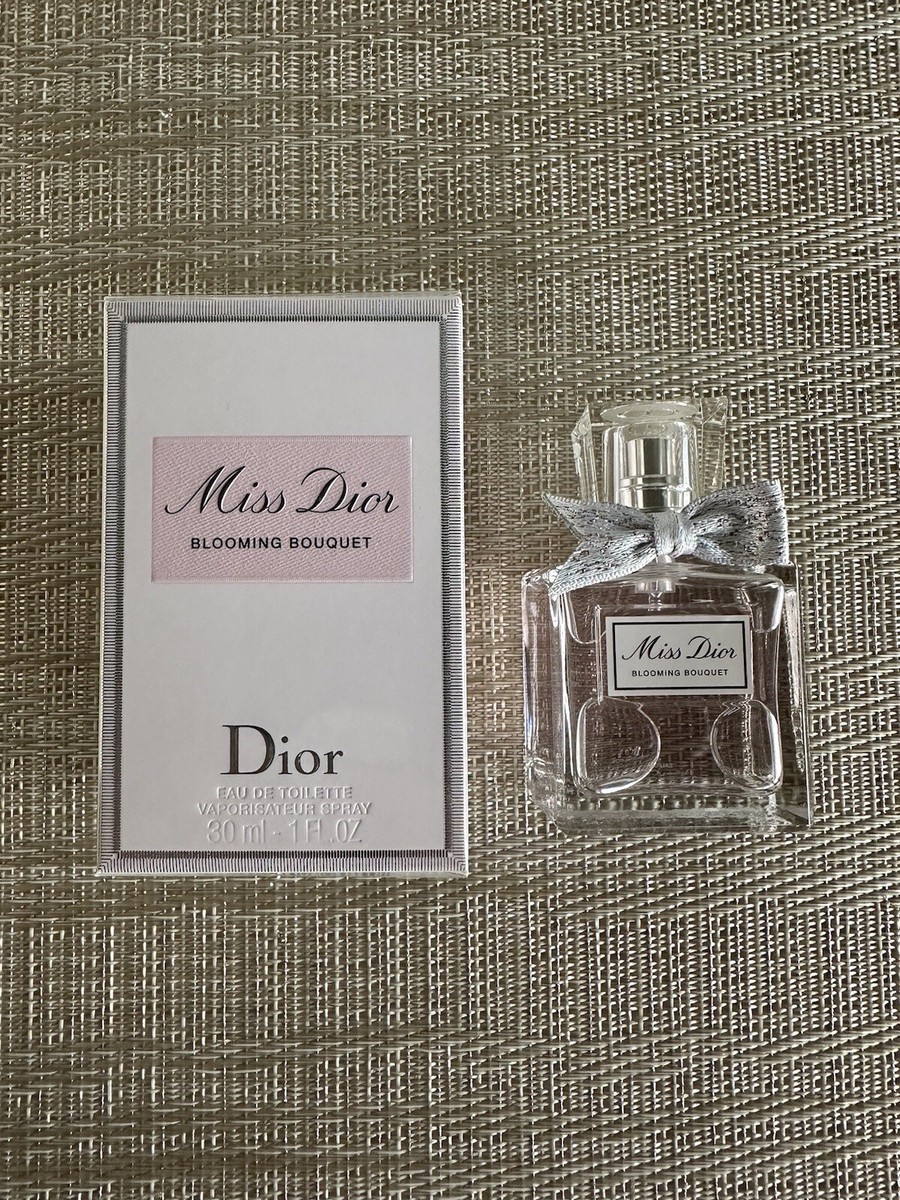 Miss Dior
BLOOMING BOUQUET
Dior
EAU DE TOILETTE
VAPORISATEUR SPRAY
30 ml - 1 FL.OZ
Miss Dior
BLOOMING BOUQUET